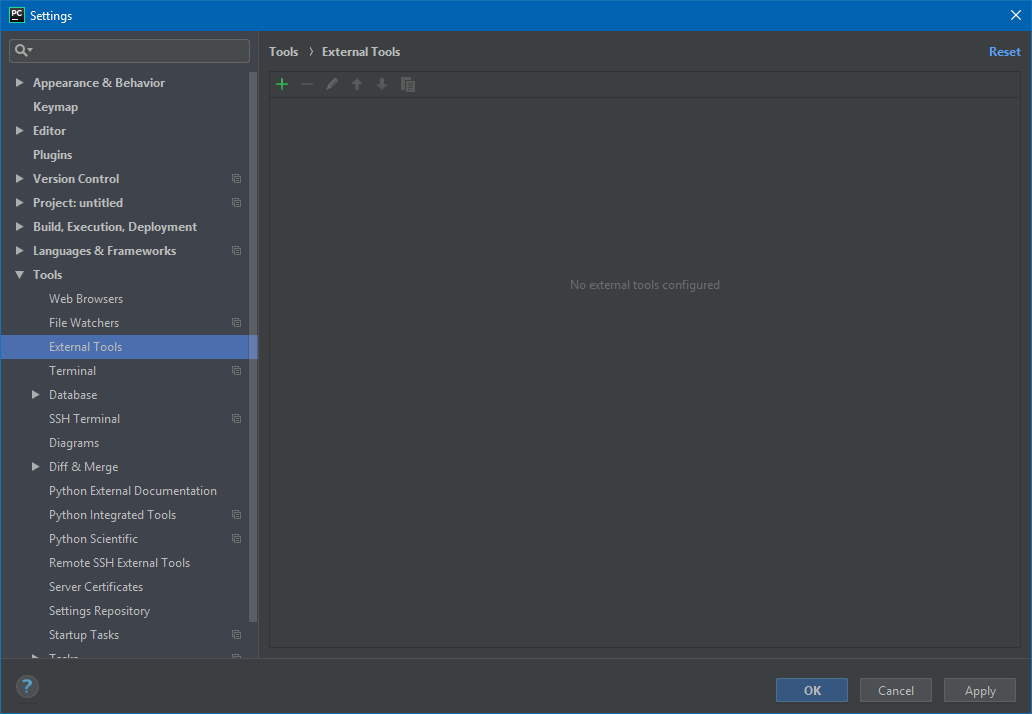 PC Settings
Tools › External Tools
Reset
Appearance & Behavior
Keymap
Editor
Plugins
Version Control
Project: untitled
Build, Execution, Deployment
Languages & Frameworks
Tools
Web Browsers
File Watchers
External Tools
Terminal
Database
SSH Terminal
Diagrams
Diff & Merge
Python External Documentation
Python Integrated Tools
Python Scientific
Remote SSH External Tools
Server Certificates
Settings Repository
Startup Tasks
Tasks
No external tools configured
?
OK
Cancel
Apply